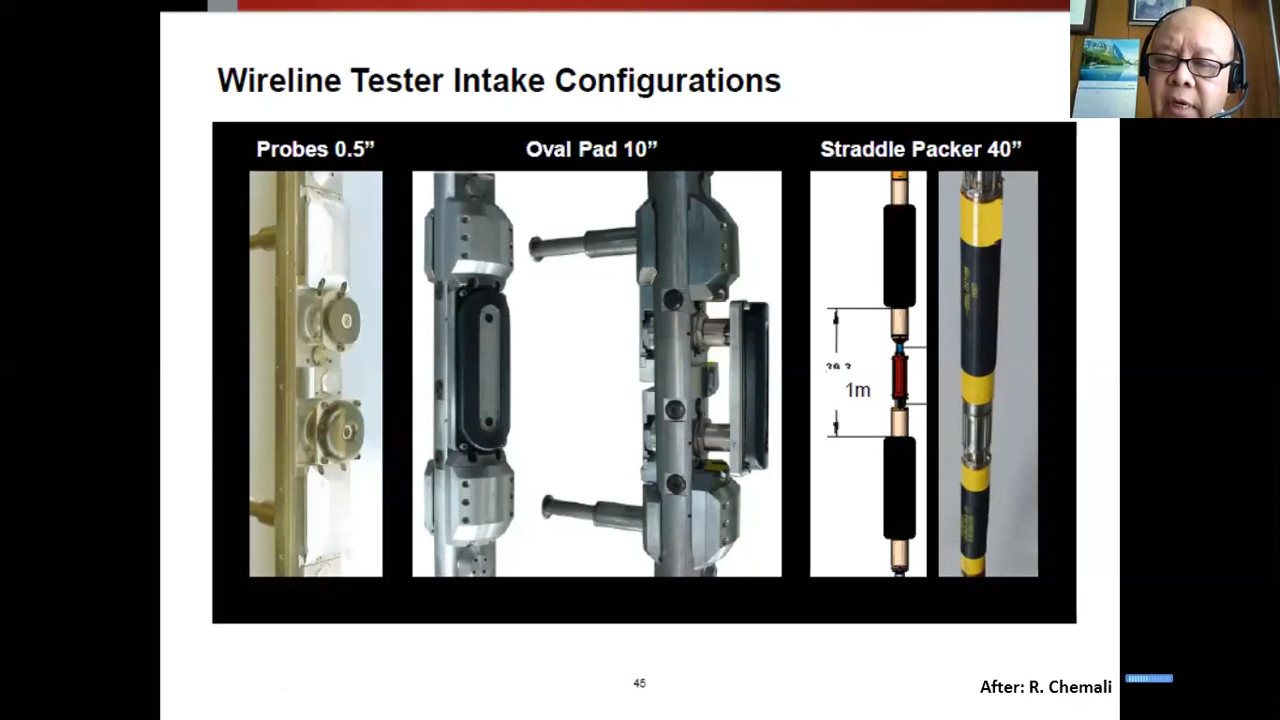 Wireline Tester Intake Configurations
Probes 0.5”
Oval Pad 10”
Straddle Packer 40”
1m
45
After: R. Chemali